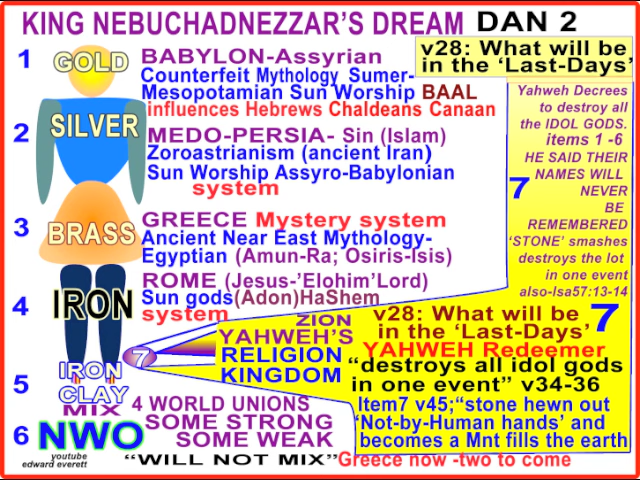 KING NEBUCHADNEZZAR'S DREAM DAN 2
v28: What will be
in the 'Last-Days'
1 GOLD BABYLON-Assyrian
Counterfeit Mythology Sumer-
Mesopotamian Sun Worship BAAL
influences Hebrews Chaldeans Canaan
2 SILVER MEDO-PERSIA- Sin (Islam)
Zoroastrianism (ancient Iran)
Sun Worship Assyro-Babylonian
system
3 BRASS GREECE Mystery system
Ancient Near East Mythology-
Egyptian (Amun-Ra; Osiris-Isis)
4 IRON ROME (Jesus-'Elohim'Lord)
Sun gods(Adon)HaShem
system
Yahweh Decrees
to destroy all
the IDOL GODS.
items 1 -6
HE SAID THEIR
NAMES WILL
7 NEVER
BE
REMEMBERED
'STONE' smashes
destroys the lot
in one event
also-Isa57:13-14
7
ZION
YAHWEH'S
RELIGION
KINGDOM
v28: What will be
in the 'Last-Days' 7
YAHWEH Redeemer
"destroys all idol gods
in one event" v34-36
Item7 v45;"stone hewn out
'Not-by-Human hands' and
becomes a Mnt fills the earth
5 IRON
CLAY
MIX
4 WORLD UNIONS
6 NWO SOME STRONG
SOME WEAK
"WILL NOT MIX" Greece now -two to come
youtube
edward everett